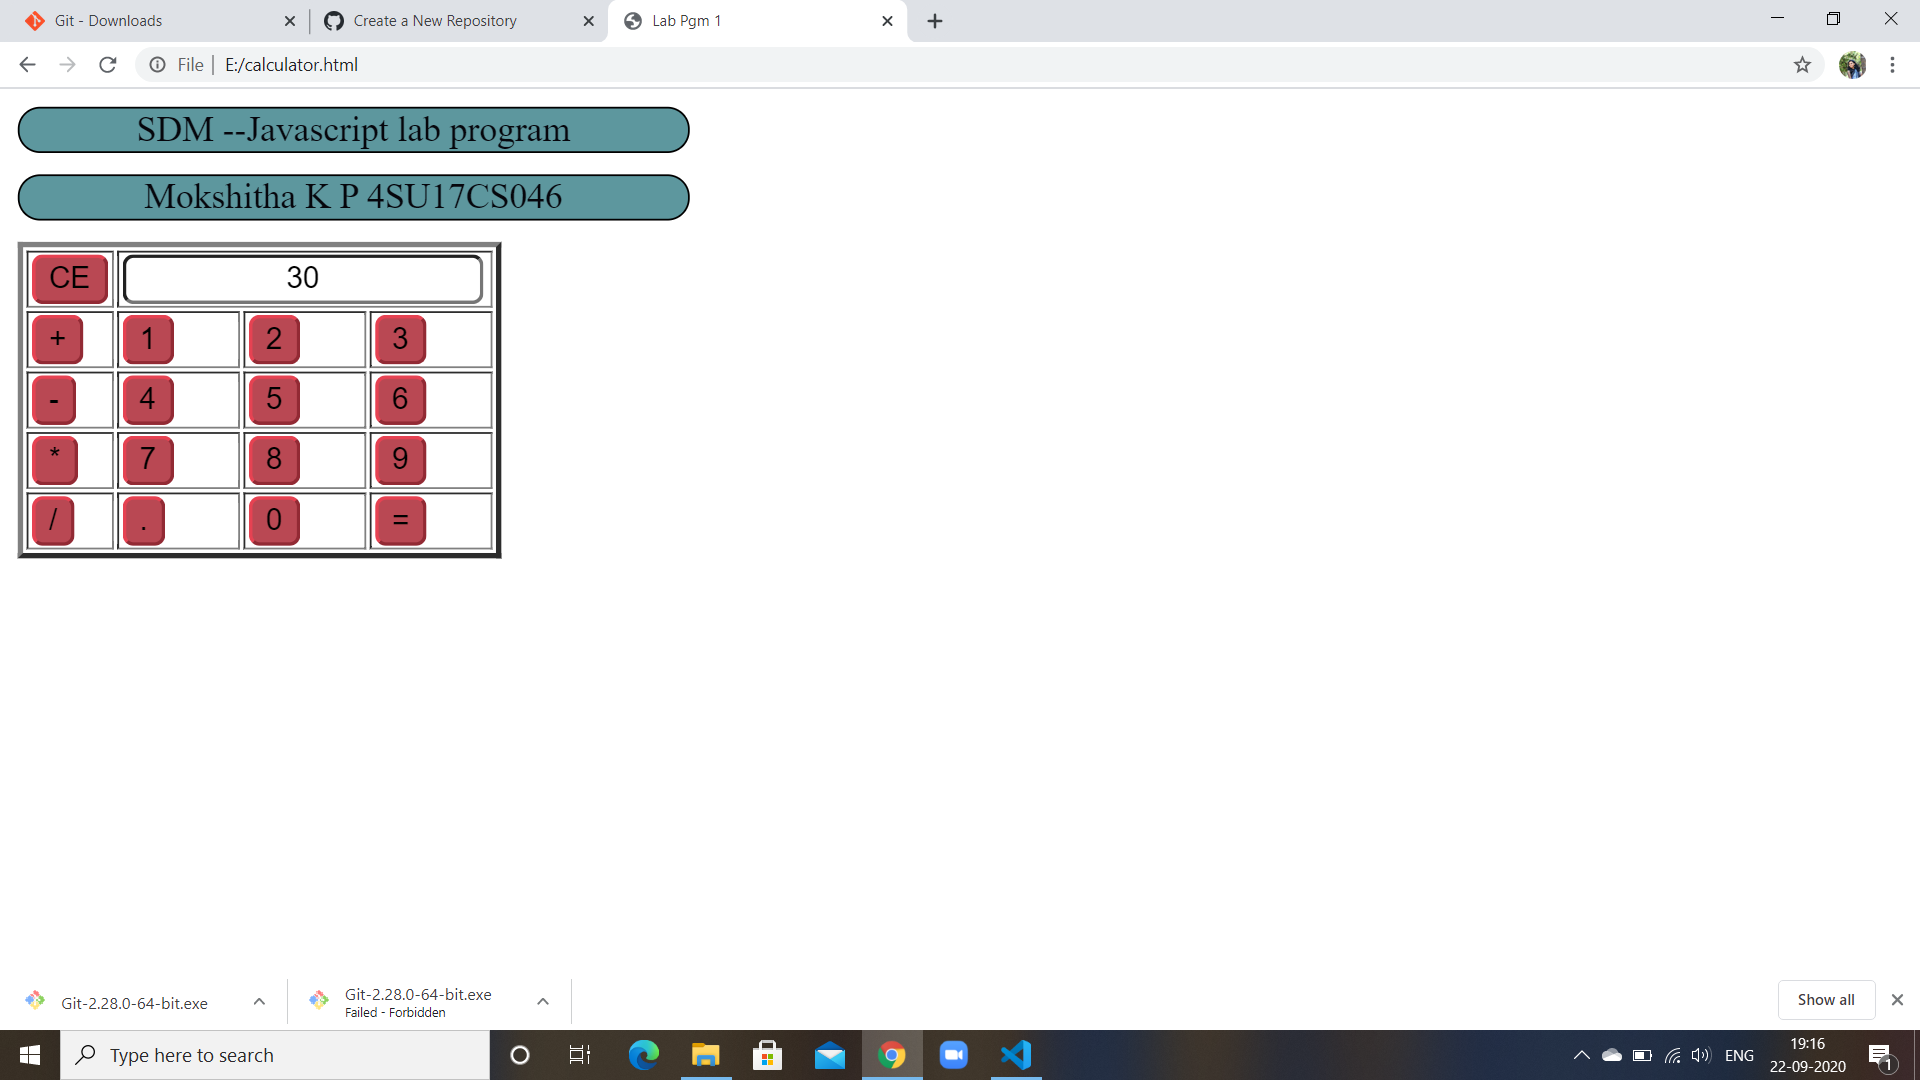 Git - Downloads
Create a New Repository
Lab Pgm 1
File | E:/calculator.html
SDM --Javascript lab program
Mokshitha K P 4SU17CS046
CE 30
+ 1 2 3
- 4 5 6
* 7 8 9
/ . 0 =
Git-2.28.0-64-bit.exe
Git-2.28.0-64-bit.exe
Failed - Forbidden
Show all
Type here to search
ENG
19:16
22-09-2020
1